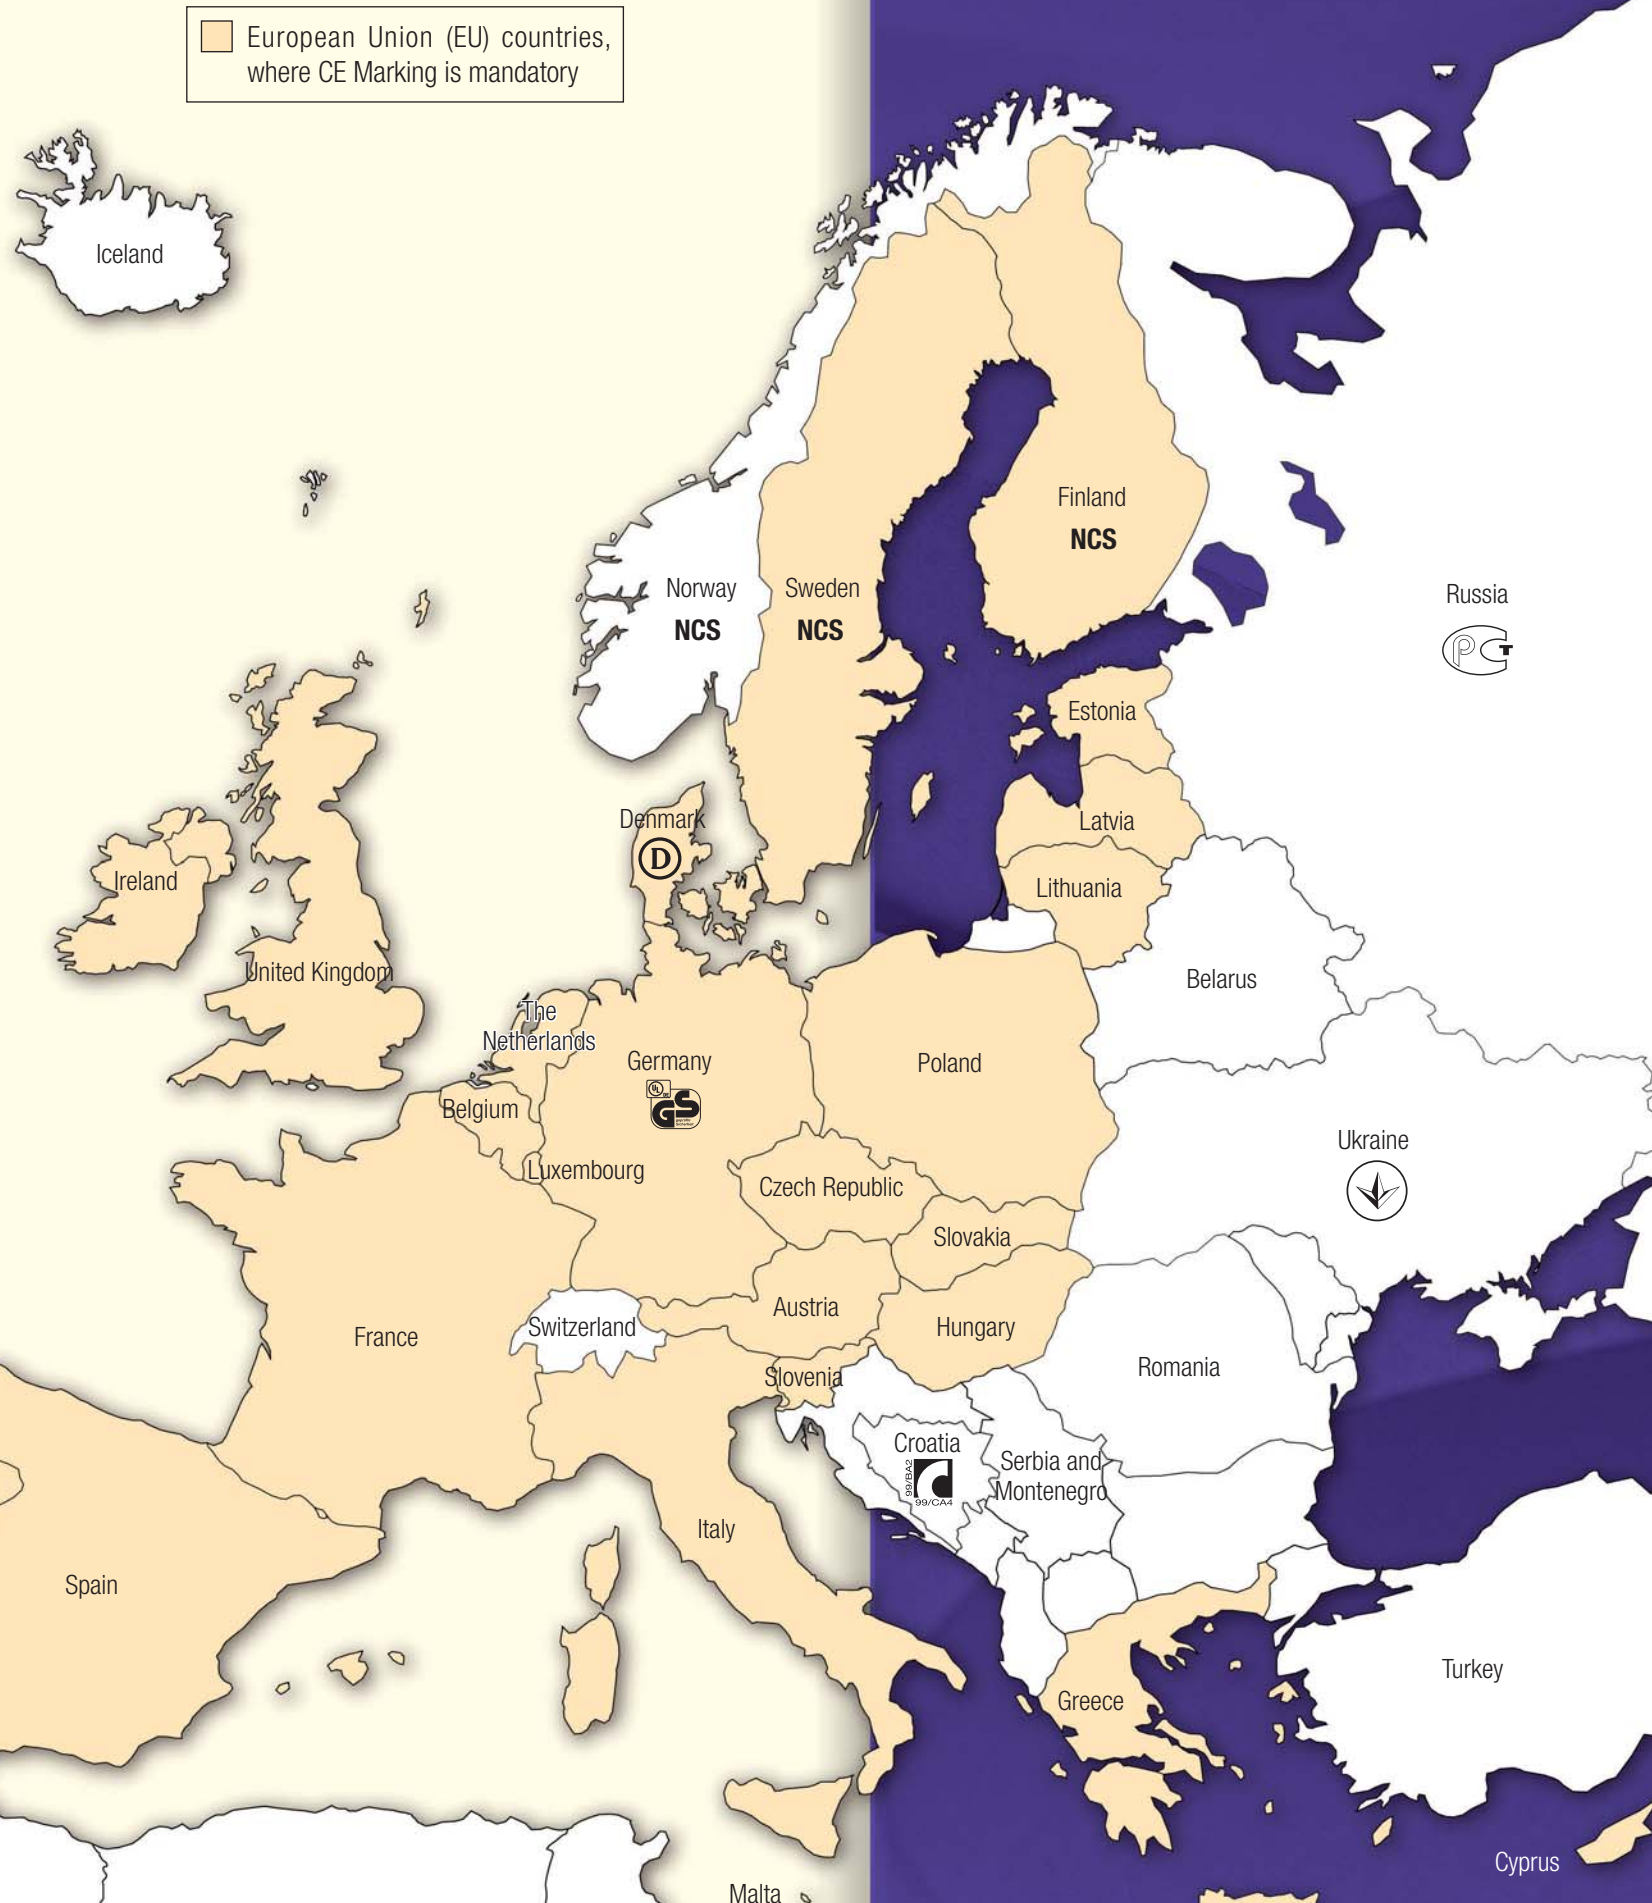 European Union (EU) countries,
where CE Marking is mandatory
Iceland
Finland
NCS
Norway
NCS
Sweden
NCS
Russia
PCT
Estonia
Denmark
D
Latvia
Ireland
Lithuania
United Kingdom
Belarus
The
Netherlands
Germany
UL
GS
Poland
Belgium
Ukraine
Luxembourg
Czech Republic
Slovakia
Austria
Switzerland
France
Hungary
Romania
Slovenia
Croatia
99/BA2
99/CA4
Serbia and
Montenegro
Italy
Spain
Turkey
Greece
Cyprus
Malta